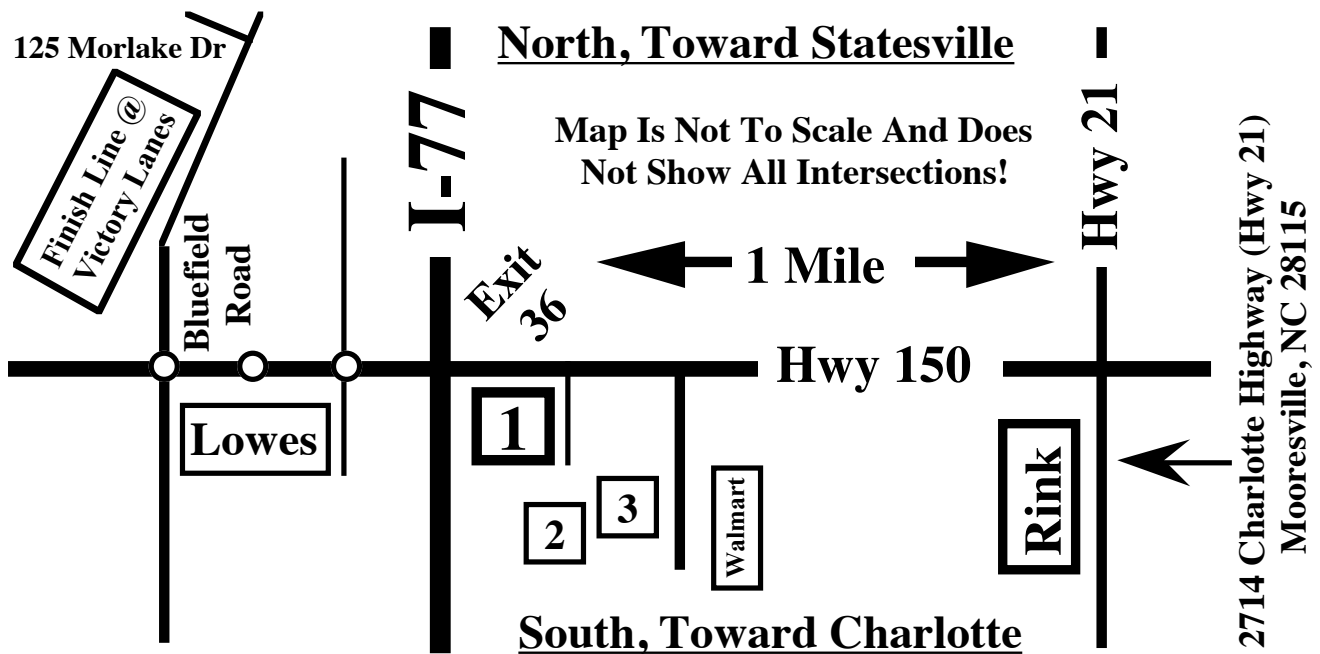 125 Morlake Dr
Finish Line @
Victory Lanes
Bluefield
Road
Lowes
I-77
North, Toward Statesville
Map Is Not To Scale And Does
Not Show All Intersections!
Exit
36
1 Mile
Hwy 150
1
2
3
Walmart
South, Toward Charlotte
Hwy 21
Rink
2714 Charlotte Highway (Hwy 21)
Mooresville, NC 28115